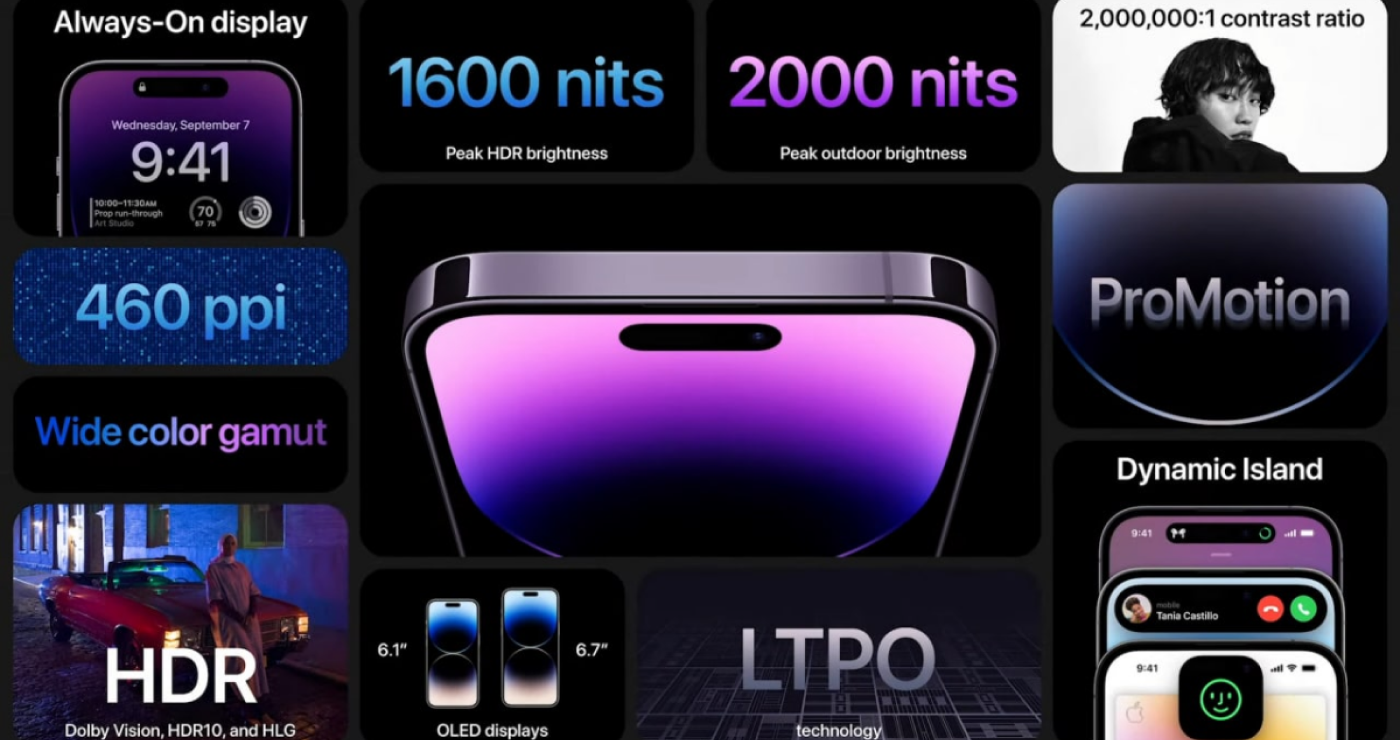 Always-On display
Wednesday, September 7
9:41
10:00–11:30AM
Prop run-through
Art Studio
70
57 75
1600 nits
Peak HDR brightness
2000 nits
Peak outdoor brightness
2,000,000:1 contrast ratio
460 ppi
ProMotion
Wide color gamut
Dynamic Island
9:41
mobile
Tania Castillo
9:41
HDR
Dolby Vision, HDR10, and HLG
6.1″
6.7″
OLED displays
LTPO
technology